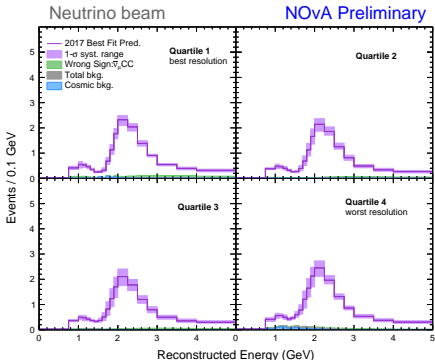 Neutrino beam
NOvA Preliminary
2017 Best Fit Pred.
1-σ syst. range
Wrong Sign:ν̅μCC
Total bkg.
Cosmic bkg.
Quartile 1
best resolution
Quartile 2
Quartile 3
Quartile 4
worst resolution
Events / 0.1 GeV
0 1 2 3 4 5
0 1 2 3 4 5
0 1 2 3 4 0 1 2 3 4 5
Reconstructed Energy (GeV)